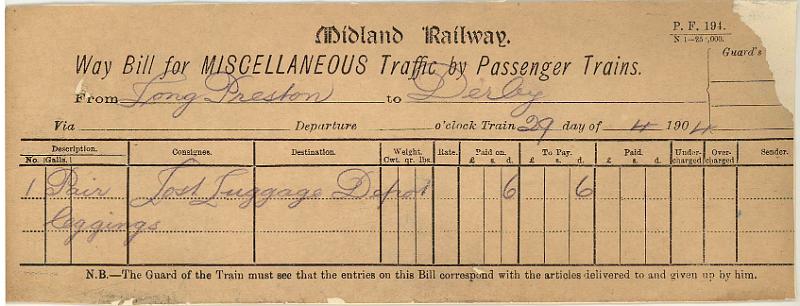 Midland Railway.
P. F. 194.
N 1—25,000.
Way Bill for MISCELLANEOUS Traffic by Passenger Trains.
Guard's
From Long Preston to Derby
Via Departure o'clock Train 29 day of 4 1904
Description. Consignee. Destination. Weight. Rate. Paid on. To Pay. Paid. Under-charged Over-charged Sender.
No. Galls. Cwt. qr. lbs. £ s. d. £ s. d. £ s. d.
1 Pair Lost Luggage Depot 6 6
leggings
N.B.—The Guard of the Train must see that the entries on this Bill correspond with the articles delivered to and given up by him.